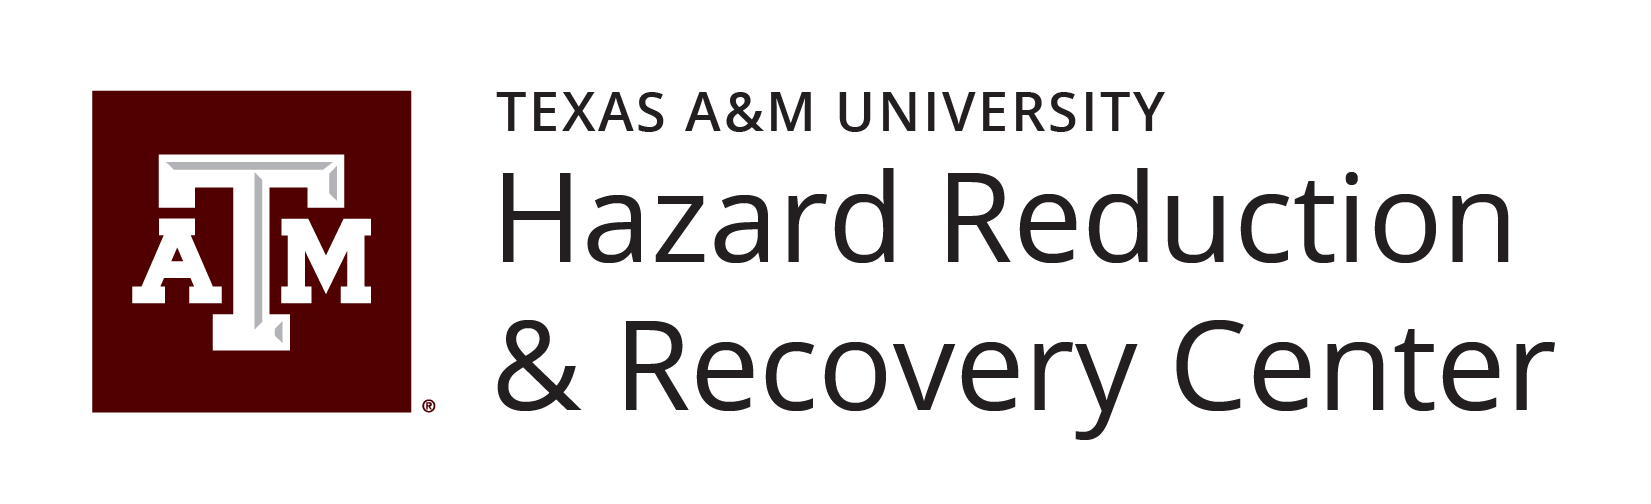 ATM ®
TEXAS A&M UNIVERSITY
Hazard Reduction
& Recovery Center